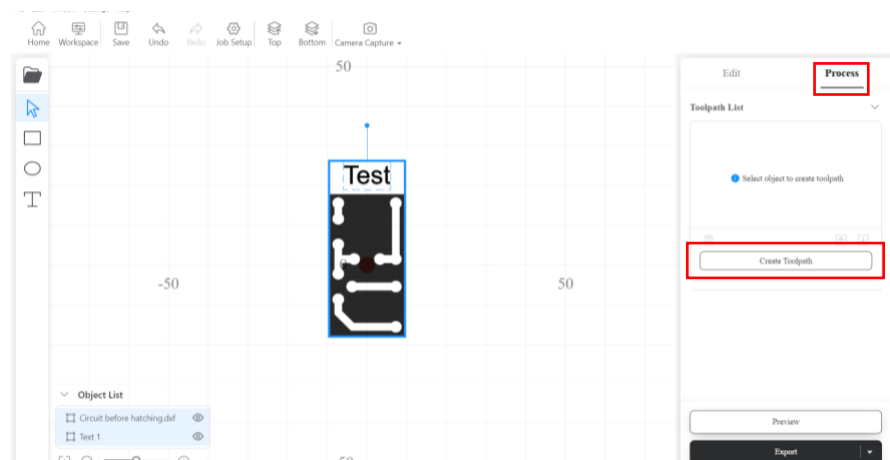 Home Workspace Save Undo Redo Job Setup Top Bottom Camera Capture
50
Edit Process
Toolpath List
Select object to create toolpath
Test
0
Create Toolpath
-50 50
Object List
Circuit before hatching.dxf
Text 1
Preview
Export